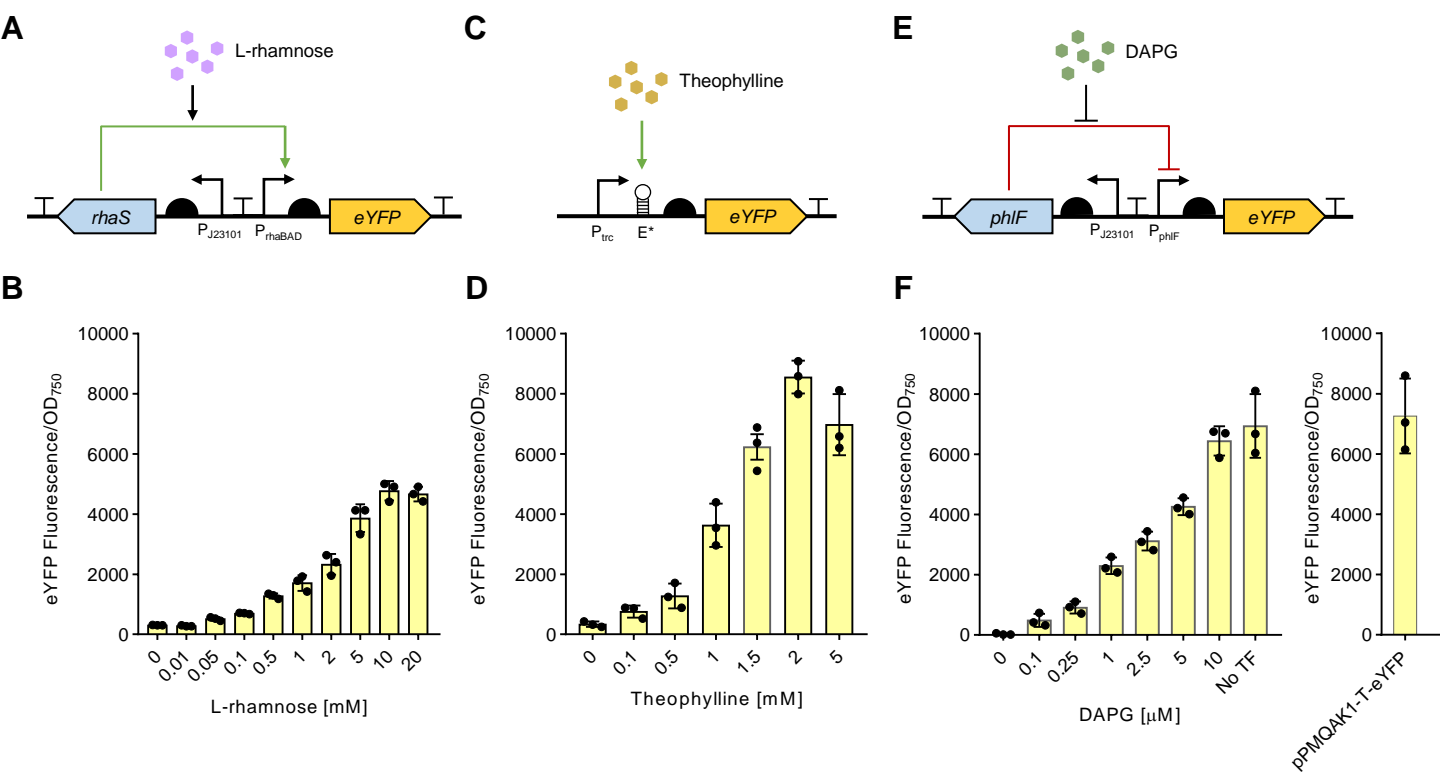 A
L-rhamnose
rhaS
PJ23101
PrhaBAD
eYFP
C
Theophylline
Ptrc
E*
eYFP
E
DAPG
phlF
PJ23101
PphlF
eYFP
B
eYFP Fluorescence/OD750
10000
8000
6000
4000
2000
0
0 0.01 0.05 0.1 0.5 1 2 5 10 20
L-rhamnose [mM]
D
eYFP Fluorescence/OD750
10000
8000
6000
4000
2000
0
0 0.1 0.5 1 1.5 2 5
Theophylline [mM]
F
eYFP Fluorescence/OD750
10000
8000
6000
4000
2000
0
0 0.1 0.25 1 2.5 5 10 No TF
DAPG [μM]
eYFP Fluorescence/OD750
10000
8000
6000
4000
2000
0
pPMQAK1-T-eYFP